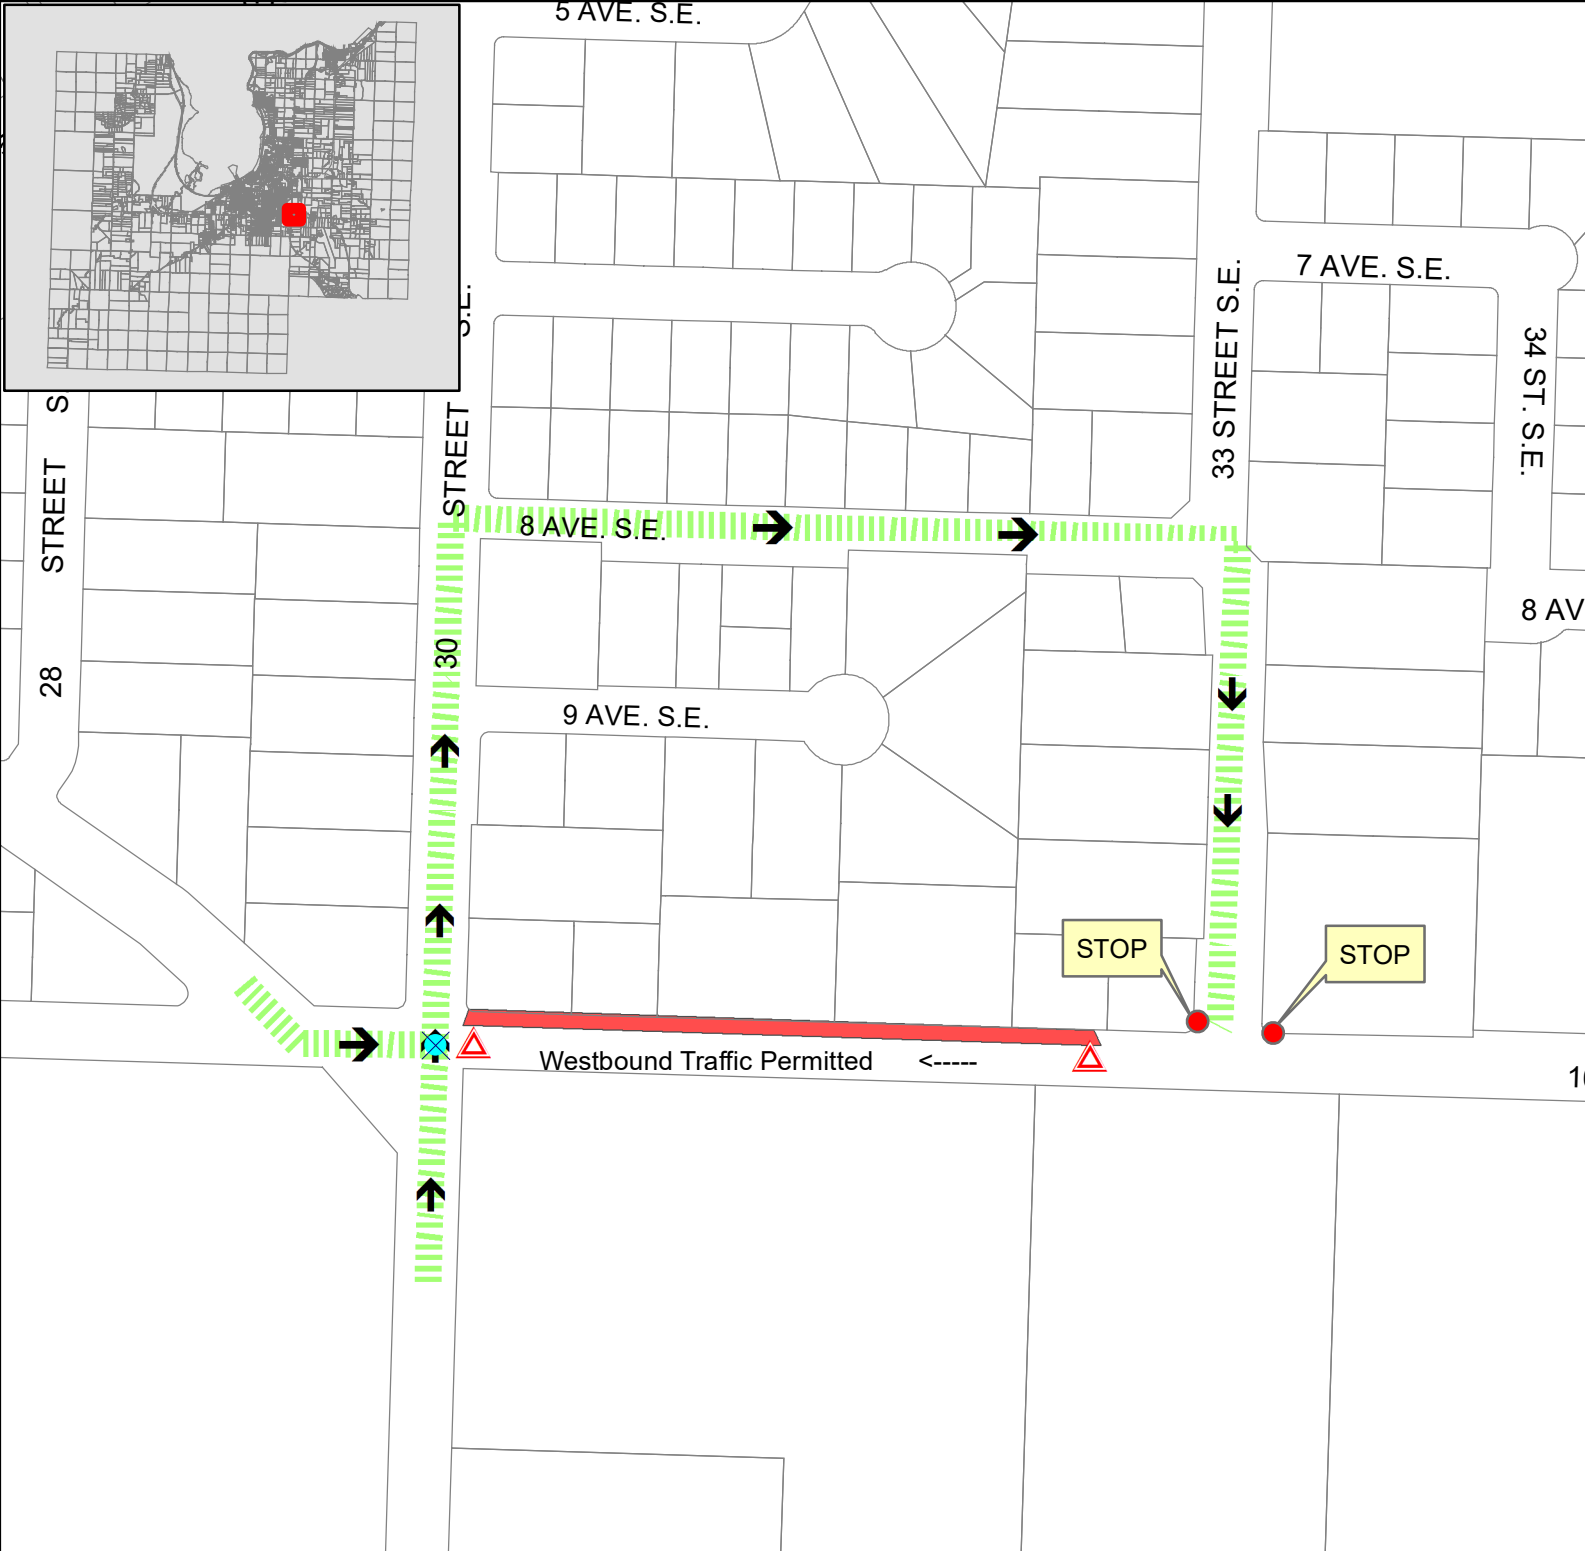 5 AVE. S.E.
7 AVE. S.E.
33 STREET S.E.
34 ST. S.E.
S.E.
STREET
30
STREET
28
8 AVE. S.E.
8 AV
9 AVE. S.E.
STOP
STOP
Westbound Traffic Permitted <-----